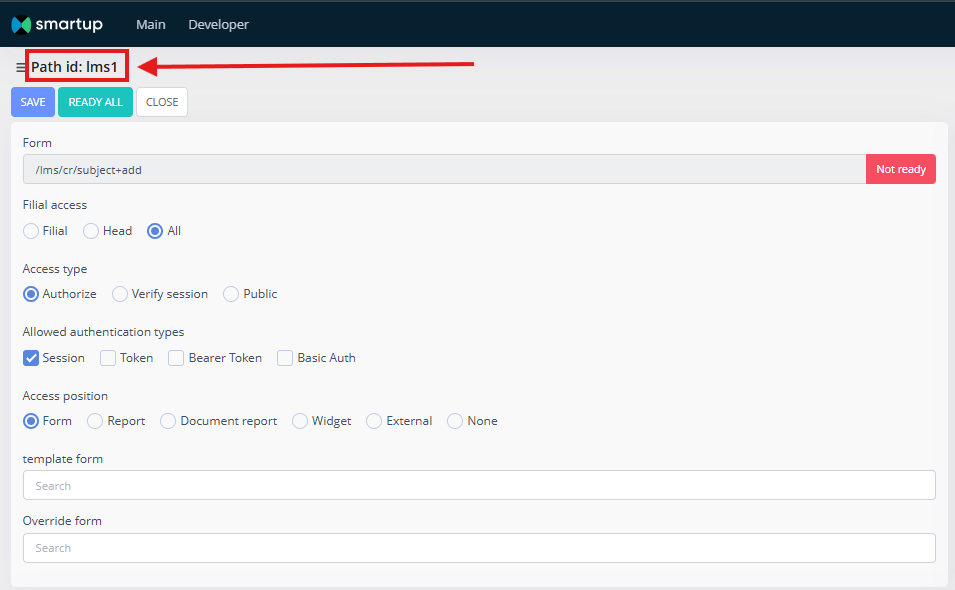 smartup Main Developer
Path id: lms1
SAVE READY ALL CLOSE
Form
/lms/cr/subject+add Not ready
Filial access
Filial Head All
Access type
Authorize Verify session Public
Allowed authentication types
Session Token Bearer Token Basic Auth
Access position
Form Report Document report Widget External None
template form
Search
Override form
Search